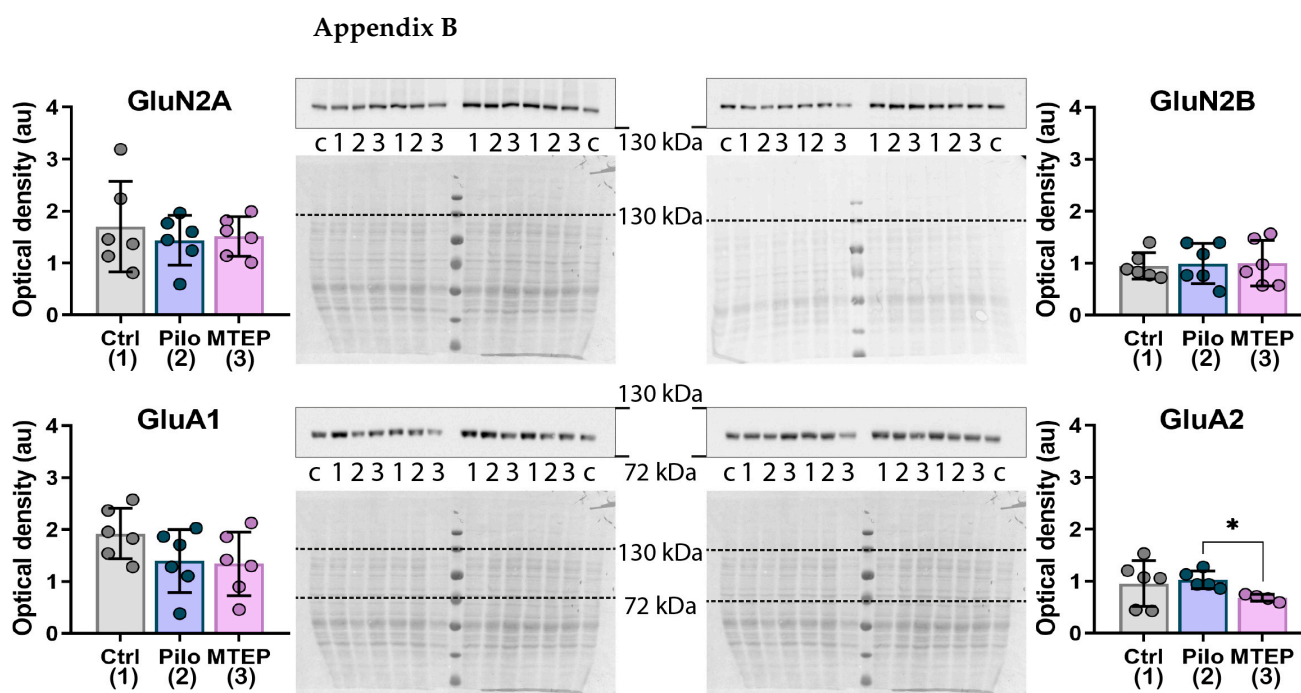 Appendix B
GluN2A
Optical density (au)
4
3
2
1
0
Ctrl Pilo MTEP
(1) (2) (3)
c 1 2 3 1 2 3 1 2 3 1 2 3 c
130 kDa
c 1 2 3 1 2 3 1 2 3 1 2 3 c
130 kDa
GluN2B
Optical density (au)
4
3
2
1
0
Ctrl Pilo MTEP
(1) (2) (3)
GluA1
Optical density (au)
4
3
2
1
0
Ctrl Pilo MTEP
(1) (2) (3)
130 kDa
c 1 2 3 1 2 3 1 2 3 1 2 3 c
72 kDa
c 1 2 3 1 2 3 1 2 3 1 2 3 c
130 kDa
72 kDa
GluA2
Optical density (au)
4
3
2
1
0
*
Ctrl Pilo MTEP
(1) (2) (3)